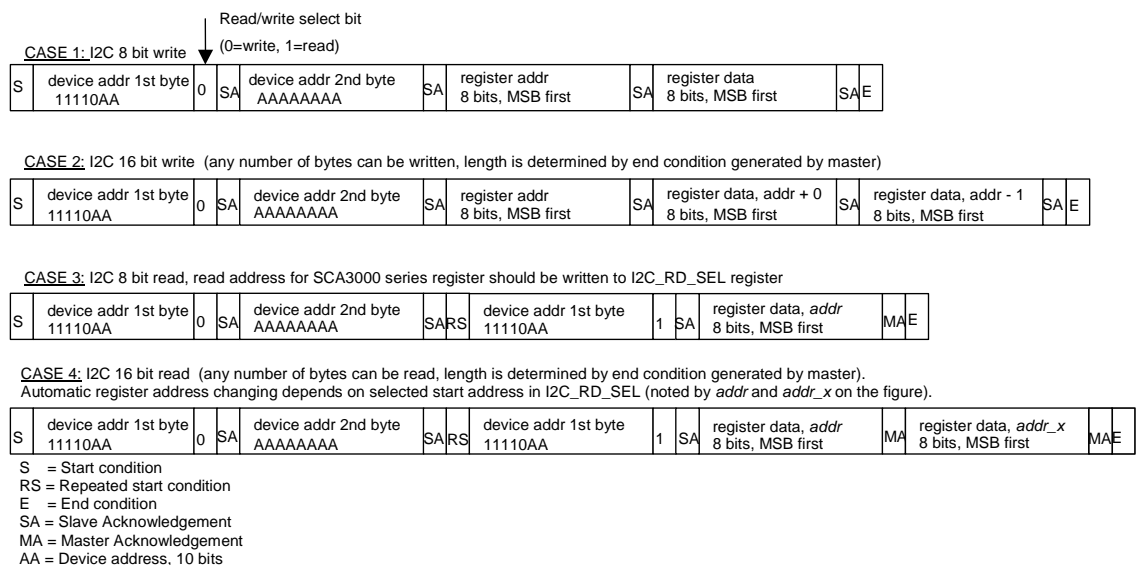 Read/write select bit
(0=write, 1=read)
CASE 1: I2C 8 bit write
S device addr 1st byte 11110AA 0 SA device addr 2nd byte AAAAAAAA SA register addr 8 bits, MSB first SA register data 8 bits, MSB first SA E
CASE 2: I2C 16 bit write (any number of bytes can be written, length is determined by end condition generated by master)
S device addr 1st byte 11110AA 0 SA device addr 2nd byte AAAAAAAA SA register addr 8 bits, MSB first SA register data, addr + 0 8 bits, MSB first SA register data, addr - 1 8 bits, MSB first SA E
CASE 3: I2C 8 bit read, read address for SCA3000 series register should be written to I2C_RD_SEL register
S device addr 1st byte 11110AA 0 SA device addr 2nd byte AAAAAAAA SA RS device addr 1st byte 11110AA 1 SA register data, addr 8 bits, MSB first MA E
CASE 4: I2C 16 bit read (any number of bytes can be read, length is determined by end condition generated by master).
Automatic register address changing depends on selected start address in I2C_RD_SEL (noted by addr and addr_x on the figure).
S device addr 1st byte 11110AA 0 SA device addr 2nd byte AAAAAAAA SA RS device addr 1st byte 11110AA 1 SA register data, addr 8 bits, MSB first MA register data, addr_x 8 bits, MSB first MA E
S = Start condition
RS = Repeated start condition
E = End condition
SA = Slave Acknowledgement
MA = Master Acknowledgement
AA = Device address, 10 bits